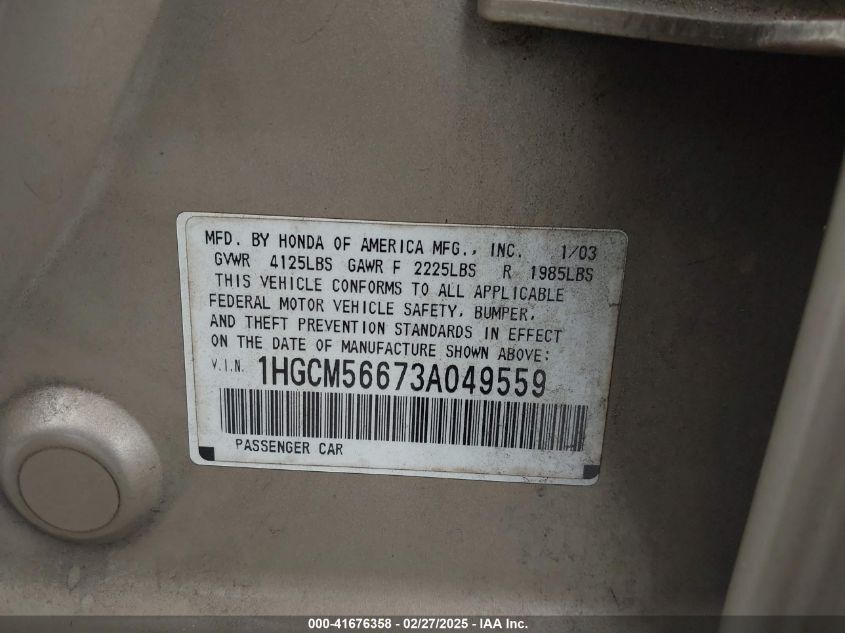 MFD. BY HONDA OF AMERICA MFG., INC. 1/03
GVWR 4125LBS GAWR F 2225LBS R 1985LBS
THIS VEHICLE CONFORMS TO ALL APPLICABLE
FEDERAL MOTOR VEHICLE SAFETY, BUMPER,
AND THEFT PREVENTION STANDARDS IN EFFECT
ON THE DATE OF MANUFACTURE SHOWN ABOVE:
V.I.N. 1HGCM56673A049559
PASSENGER CAR
000-41676358 - 02/27/2025 - IAA Inc.